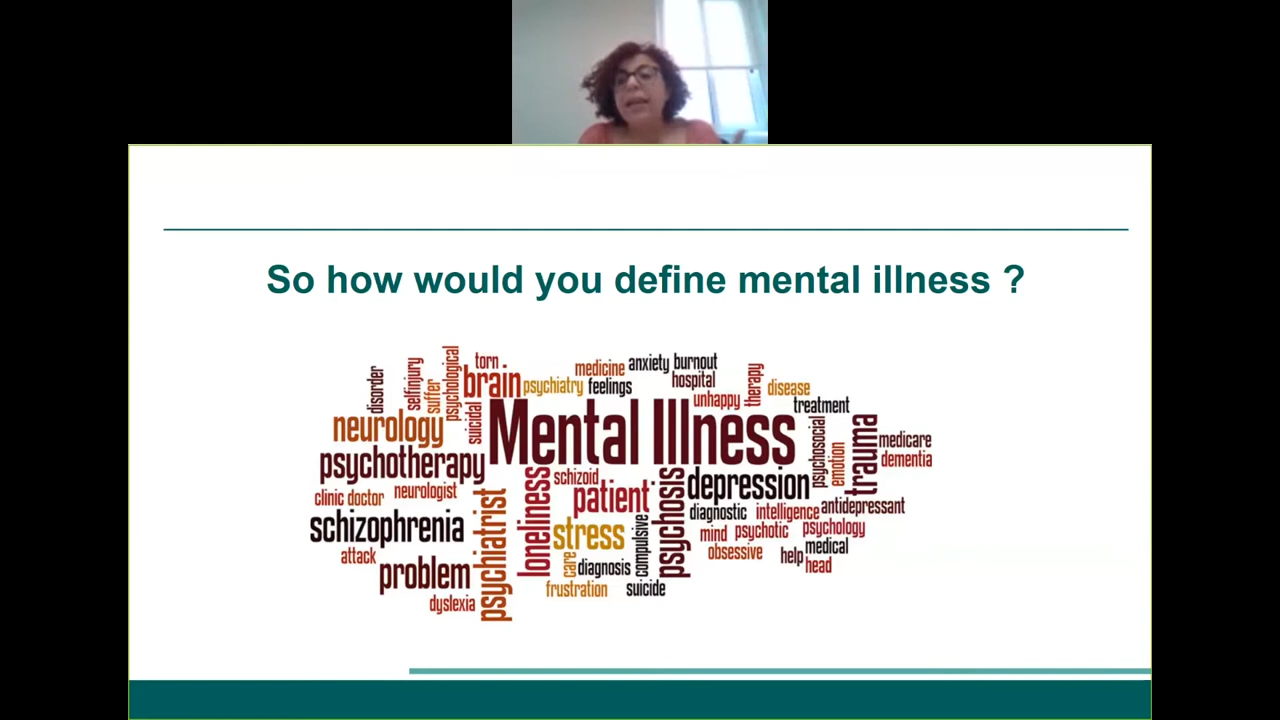 So how would you define mental illness ?
disorder
selfinjury
suffer
psychological
torn
brain
suicidal
psychiatry
medicine
feelings
anxiety
burnout
hospital
unhappy
therapy
disease
treatment
neurology
Mental Illness
psychosocial
emotion
trauma
medicare
dementia
psychotherapy
clinic doctor
neurologist
psychiatrist
loneliness
schizoid
patient
psychosis
depression
diagnostic
intelligence
antidepressant
schizophrenia
stress
compulsive
mind
psychotic
psychology
attack
obsessive
help
medical
head
problem
care
diagnosis
dyslexia
frustration
suicide